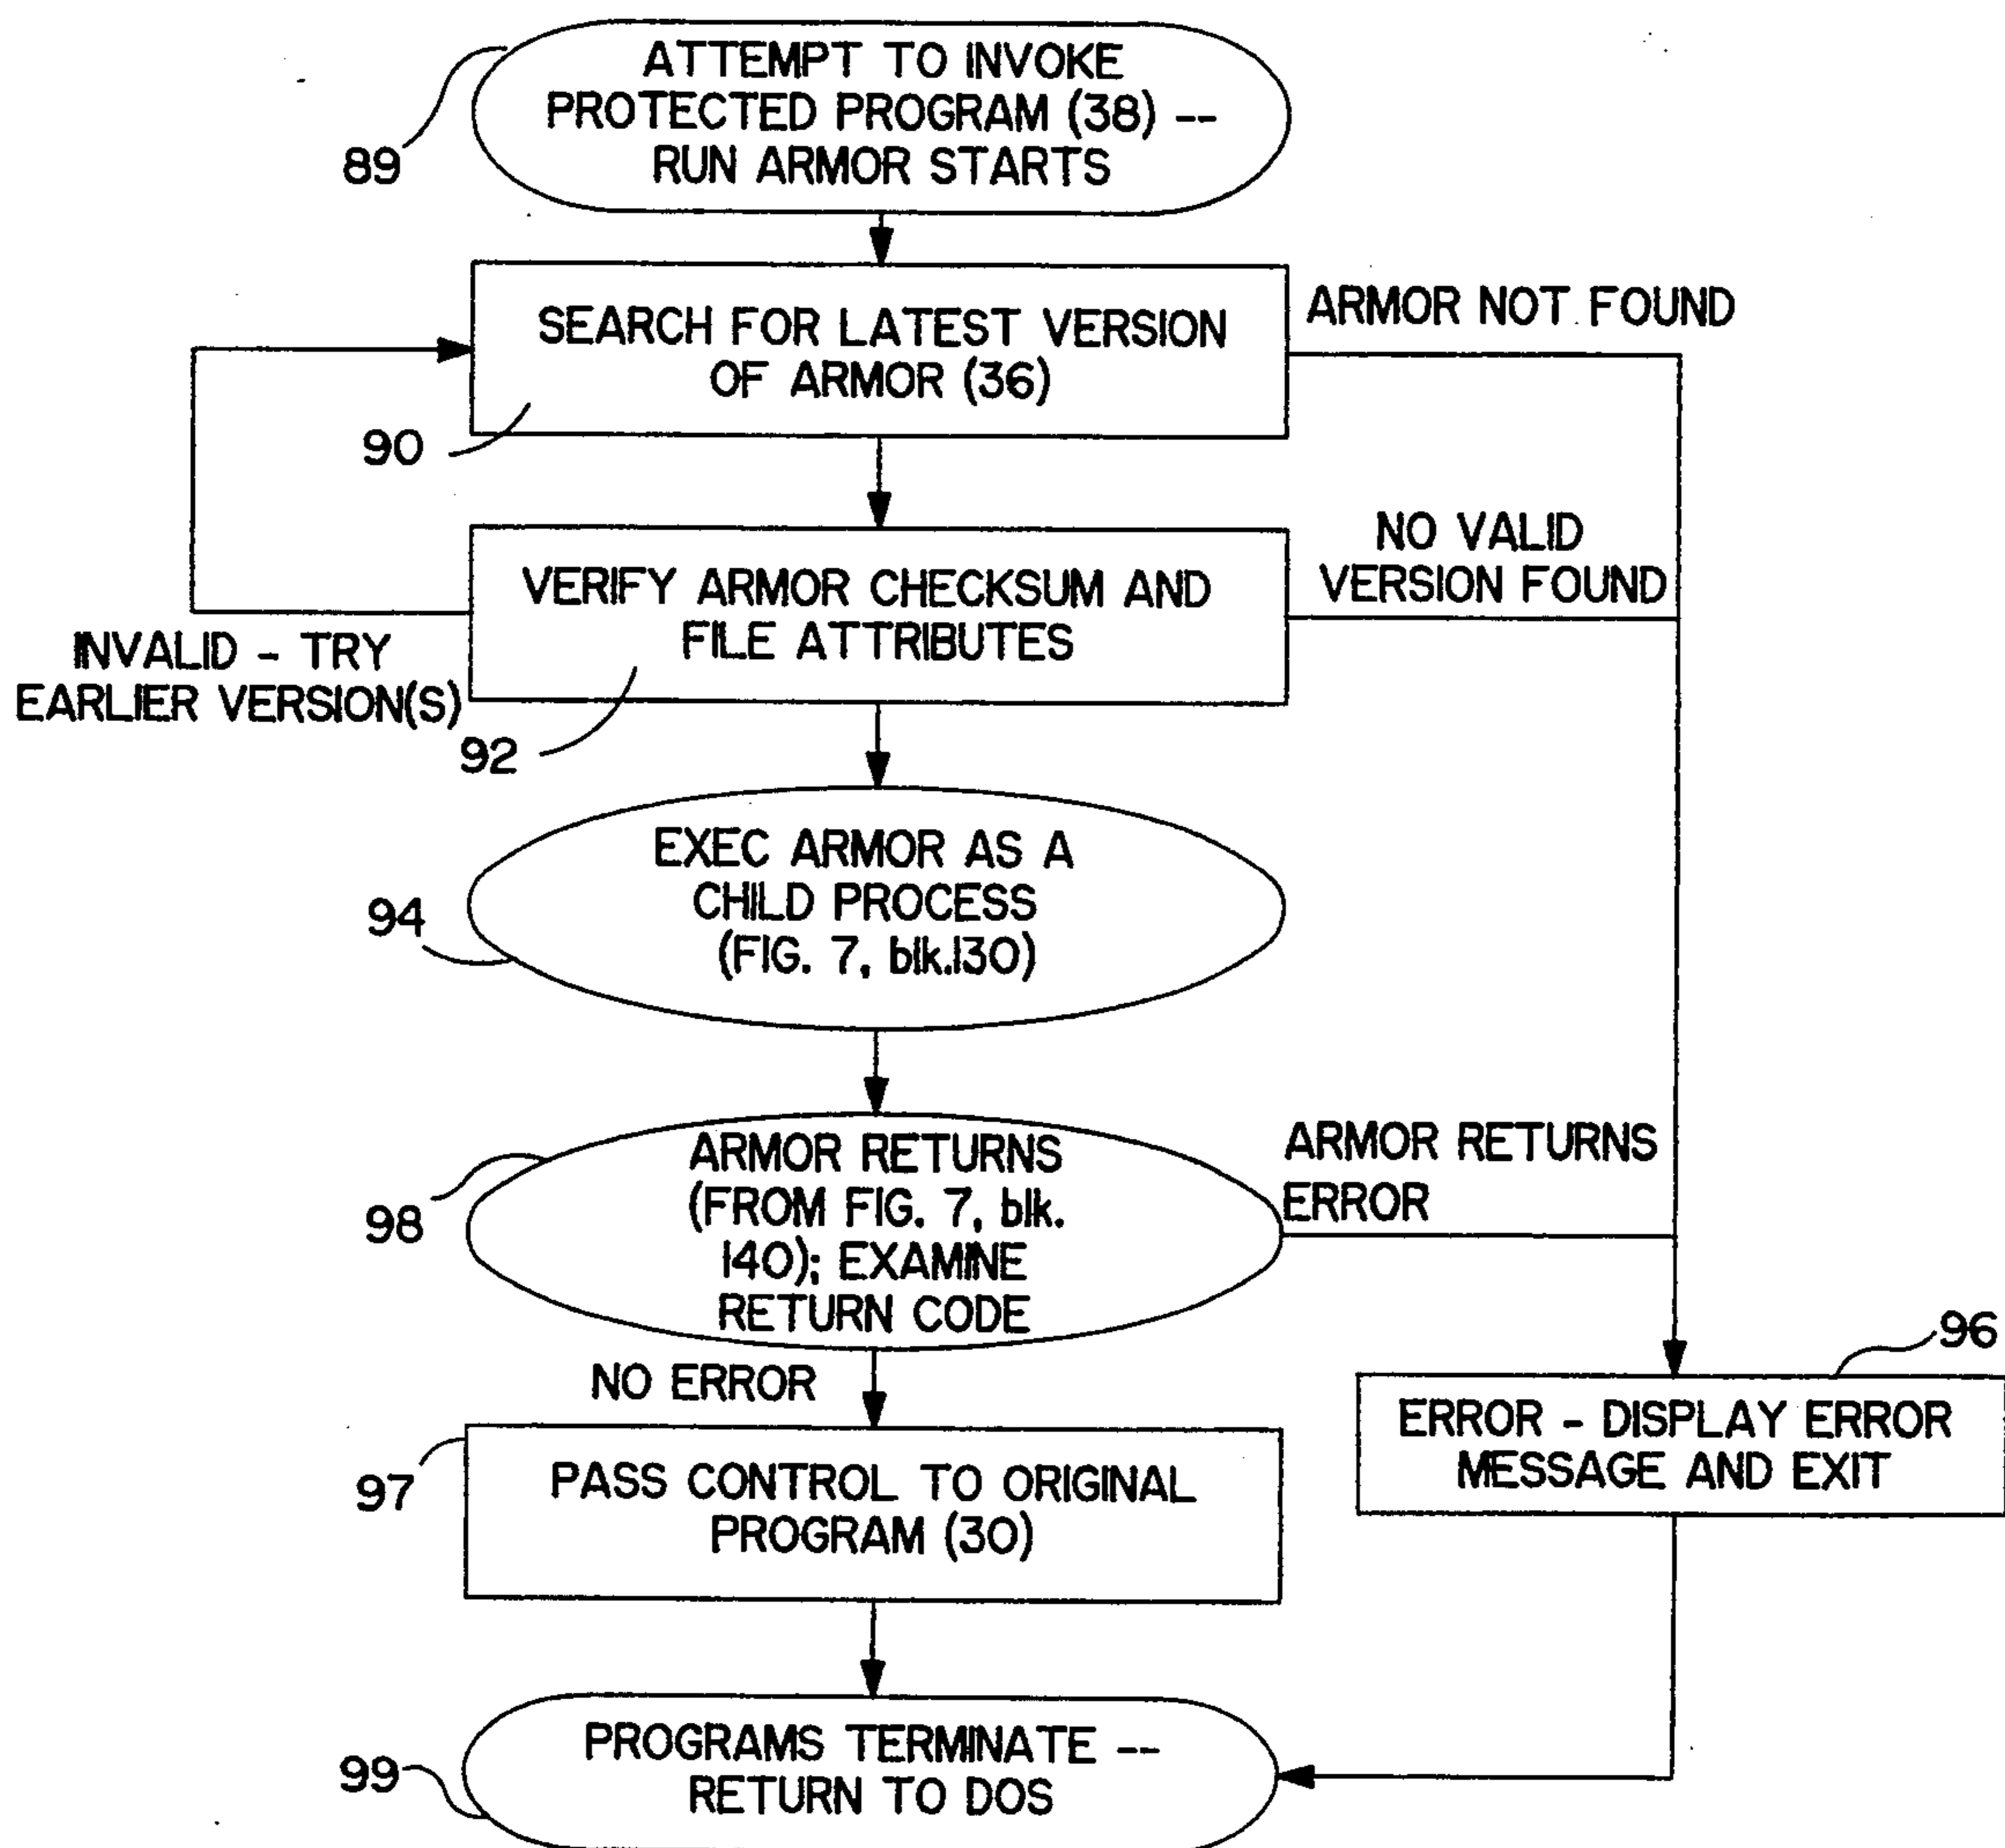 ATTEMPT TO INVOKE
PROTECTED PROGRAM (38) --
RUN ARMOR STARTS
89
SEARCH FOR LATEST VERSION
OF ARMOR (36)
ARMOR NOT FOUND
90
VERIFY ARMOR CHECKSUM AND
FILE ATTRIBUTES
NO VALID
VERSION FOUND
INVALID - TRY
EARLIER VERSION(S)
92
EXEC ARMOR AS A
CHILD PROCESS
(FIG. 7, blk.130)
94
ARMOR RETURNS
(FROM FIG. 7, blk.
140); EXAMINE
RETURN CODE
98
ARMOR RETURNS
ERROR
NO ERROR
96
ERROR - DISPLAY ERROR
MESSAGE AND EXIT
97
PASS CONTROL TO ORIGINAL
PROGRAM (30)
PROGRAMS TERMINATE --
RETURN TO DOS
99